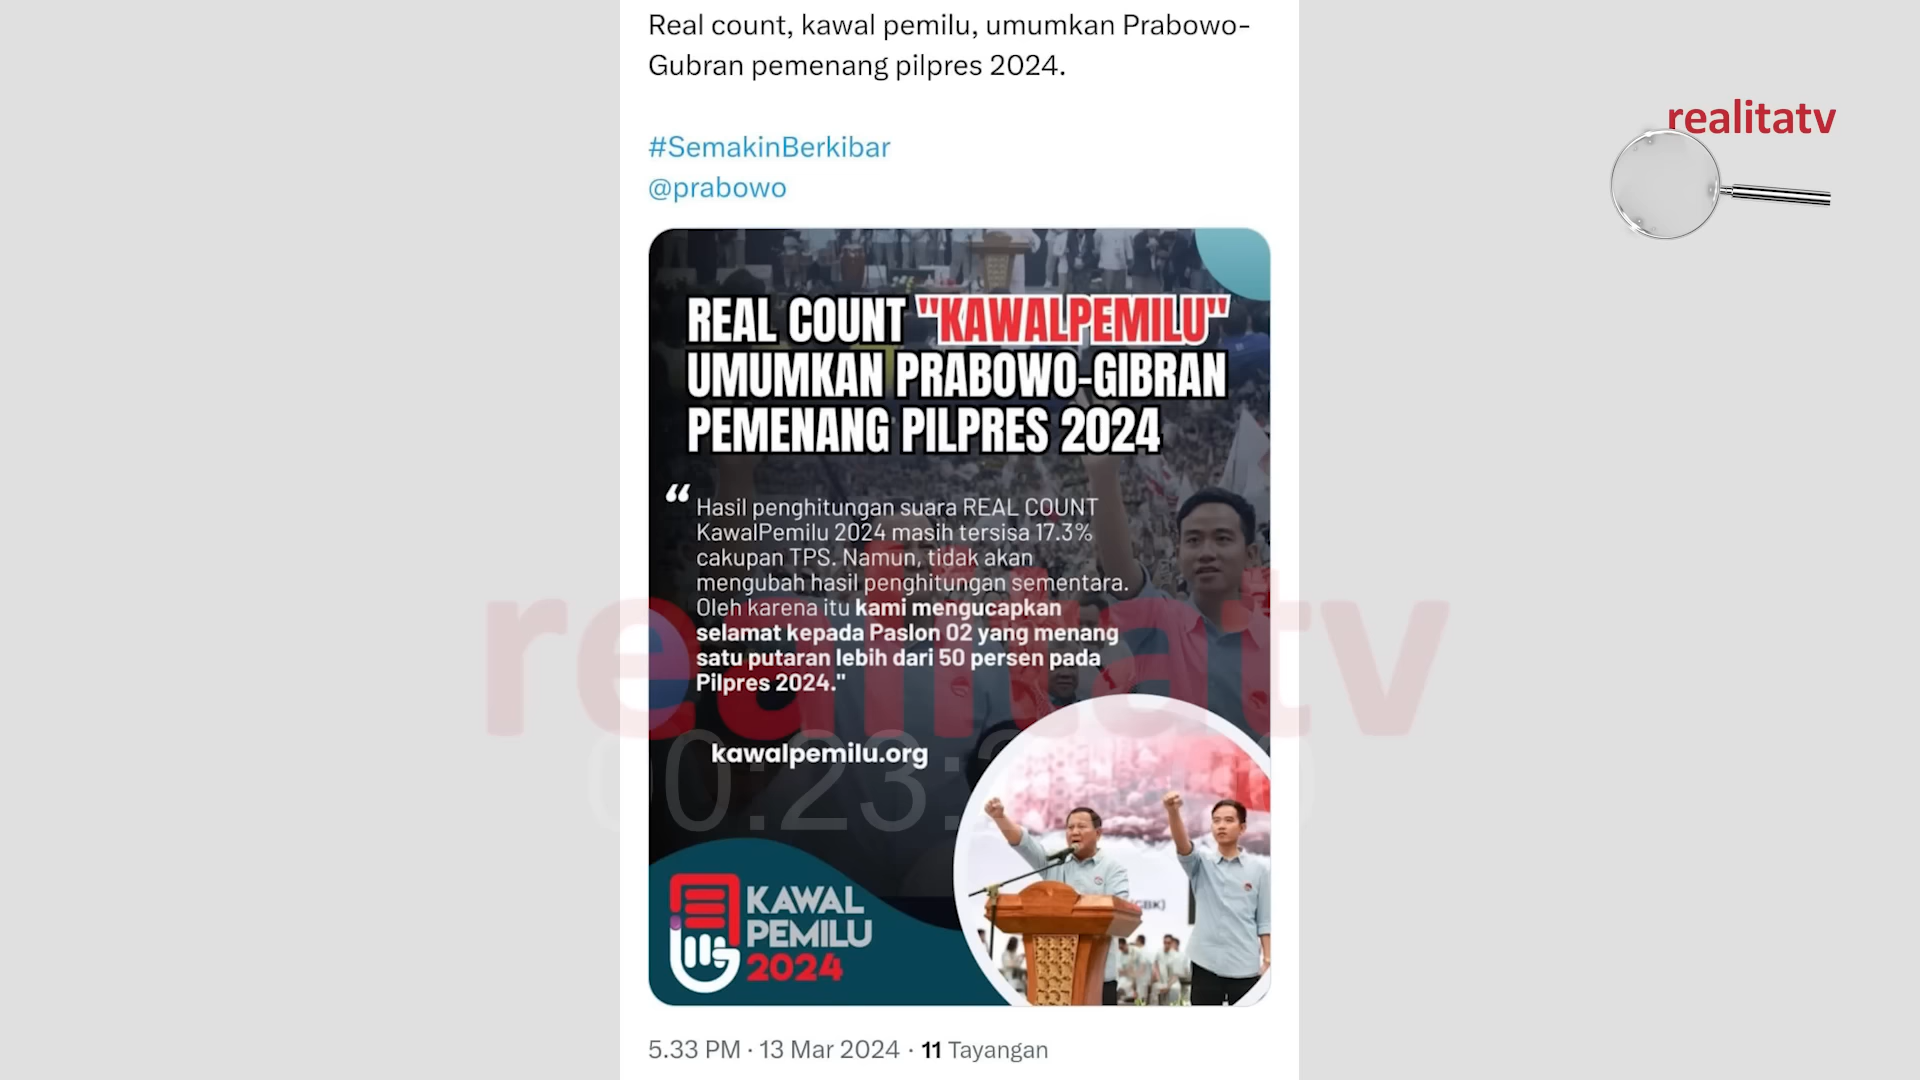 Real count, kawal pemilu, umumkan Prabowo-
Gubran pemenang pilpres 2024.
#SemakinBerkibar
@prabowo
realitatv
REAL COUNT "KAWALPEMILU"
UMUMKAN PRABOWO-GIBRAN
PEMENANG PILPRES 2024
“ Hasil penghitungan suara REAL COUNT
KawalPemilu 2024 masih tersisa 17.3%
cakupan TPS. Namun, tidak akan
mengubah hasil penghitungan sementara.
Oleh karena itu kami mengucapkan
selamat kepada Paslon 02 yang menang
satu putaran lebih dari 50 persen pada
Pilpres 2024."
realitatv
kawalpemilu.org
KAWAL
PEMILU
2024
5.33 PM · 13 Mar 2024 · 11 Tayangan